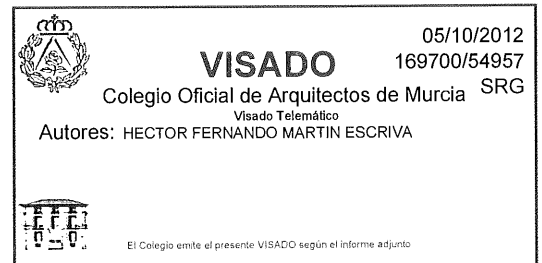 05/10/2012
VISADO 169700/54957
Colegio Oficial de Arquitectos de Murcia SRG
Visado Telemático
Autores: HECTOR FERNANDO MARTIN ESCRIVA
El Colegio emite el presente VISADO según el informe adjunto